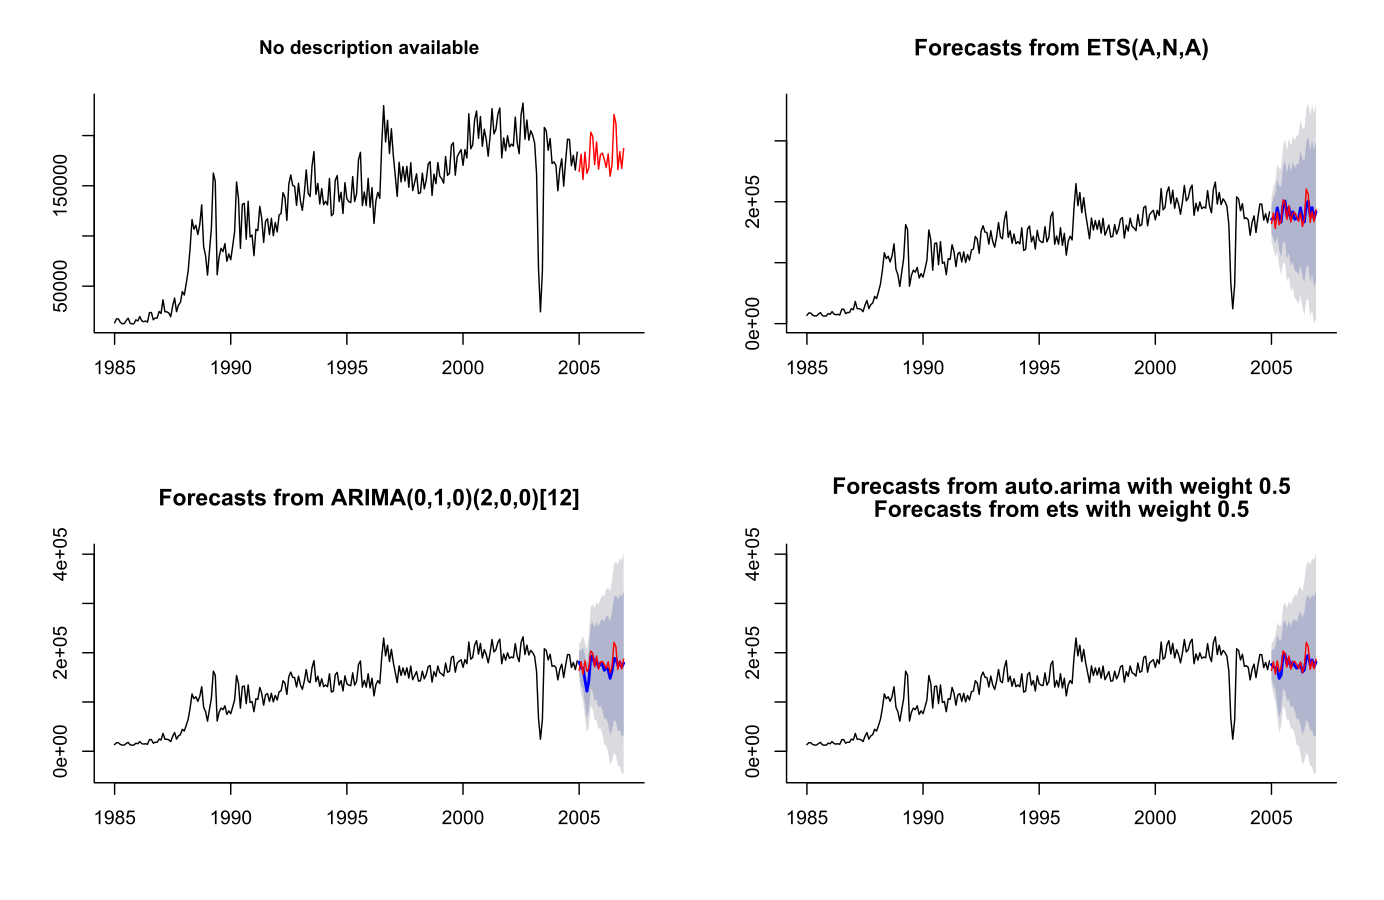 No description available
150000
50000
1985 1990 1995 2000 2005
Forecasts from ETS(A,N,A)
2e+05
0e+00
1985 1990 1995 2000 2005
Forecasts from ARIMA(0,1,0)(2,0,0)[12]
4e+05
2e+05
0e+00
1985 1990 1995 2000 2005
Forecasts from auto.arima with weight 0.5
Forecasts from ets with weight 0.5
4e+05
2e+05
0e+00
1985 1990 1995 2000 2005